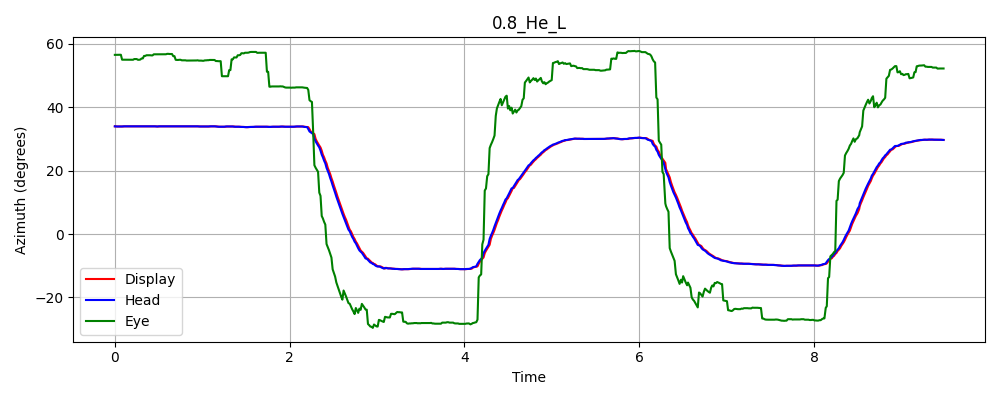 0.8_He_L
60
40
20
0
−20
Azimuth (degrees)
Display
Head
Eye
0 2 4 6 8
Time